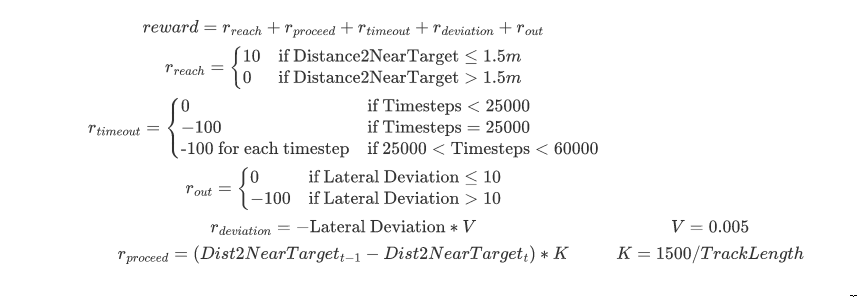 reward = r_reach + r_proceed + r_timeout + r_deviation + r_out
r_reach = { 10 if Distance2NearTarget ≤ 1.5m
0 if Distance2NearTarget > 1.5m
r_timeout = { 0 if Timesteps < 25000
−100 if Timesteps = 25000
-100 for each timestep if 25000 < Timesteps < 60000
r_out = { 0 if Lateral Deviation ≤ 10
−100 if Lateral Deviation > 10
r_deviation = −Lateral Deviation ∗ V V = 0.005
r_proceed = (Dist2NearTarget_{t−1} − Dist2NearTarget_t) ∗ K K = 1500/TrackLength